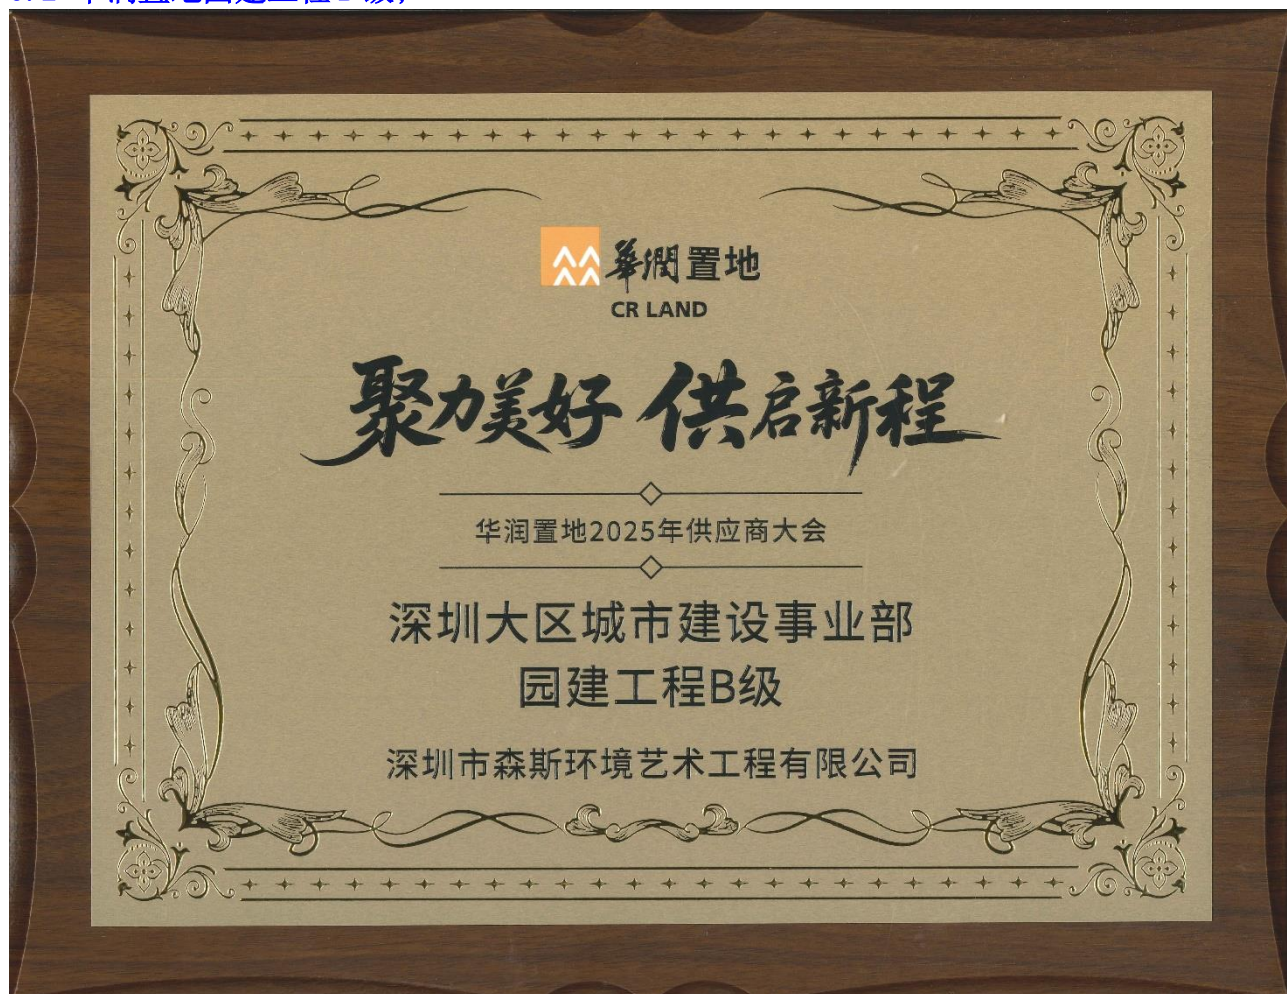 華潤置地
CR LAND
聚力美好 供启新程
华润置地2025年供应商大会
深圳大区城市建设事业部
园建工程B级
深圳市森斯环境艺术工程有限公司